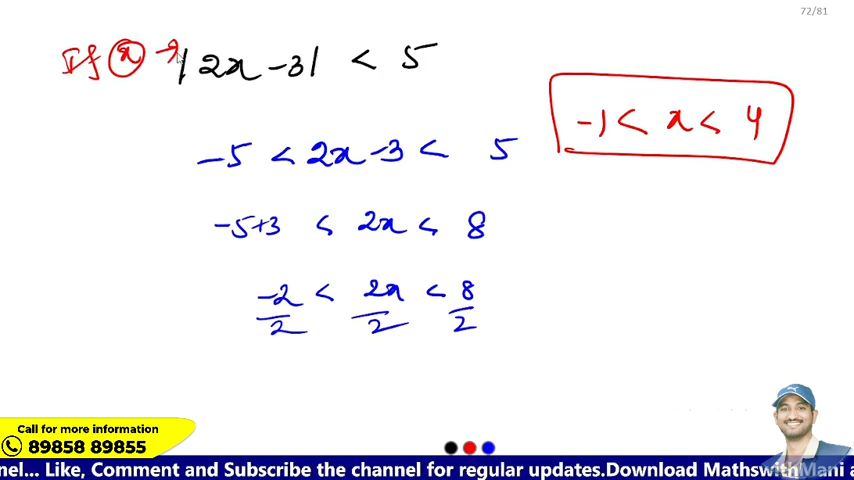 72/81
If x → |2x - 3| < 5
-1 < x < 4
-5 < 2x - 3 < 5
-5+3 < 2x < 8
-2/2 < 2x/2 < 8/2
Call for more information
89858 89855
nel... Like, Comment and Subscribe the channel for regular updates.Download MathswithMani a